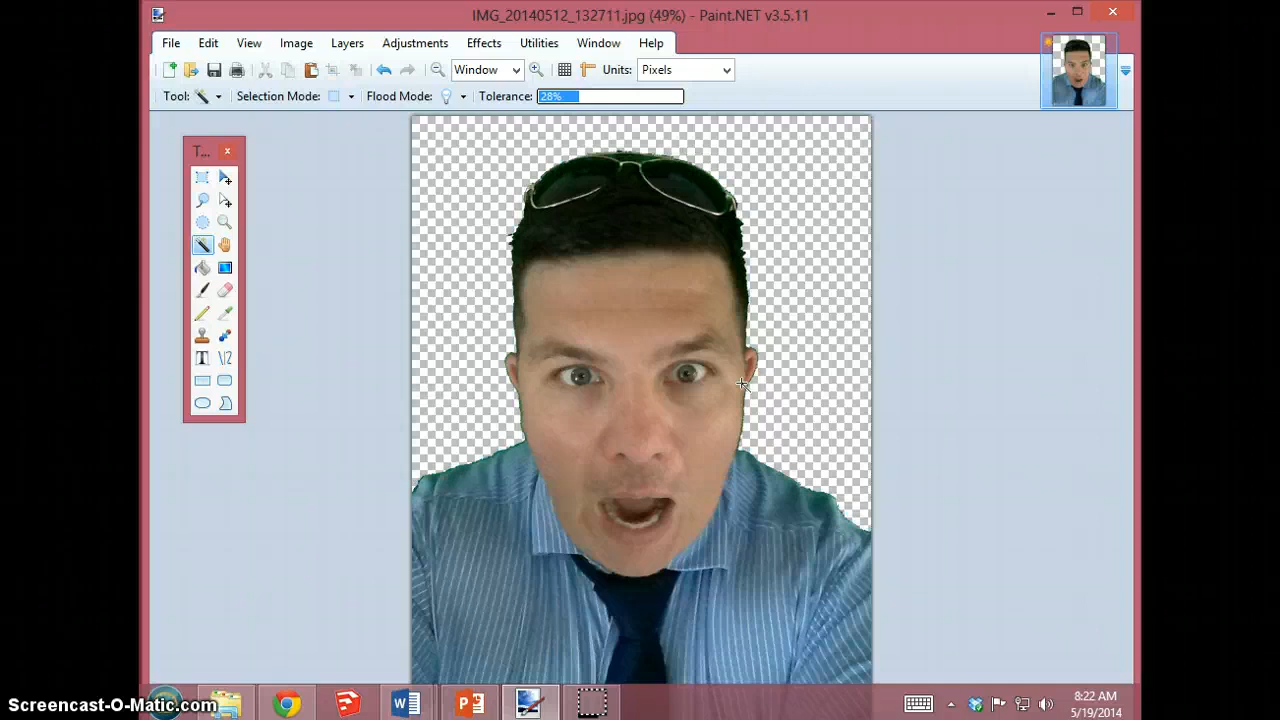 IMG_20140512_132711.jpg (49%) - Paint.NET v3.5.11
File Edit View Image Layers Adjustments Effects Utilities Window Help
Window Units: Pixels
Tool: Selection Mode: Flood Mode: Tolerance: 28%
T...
8:22 AM
5/19/2014
Screencast-O-Matic.com